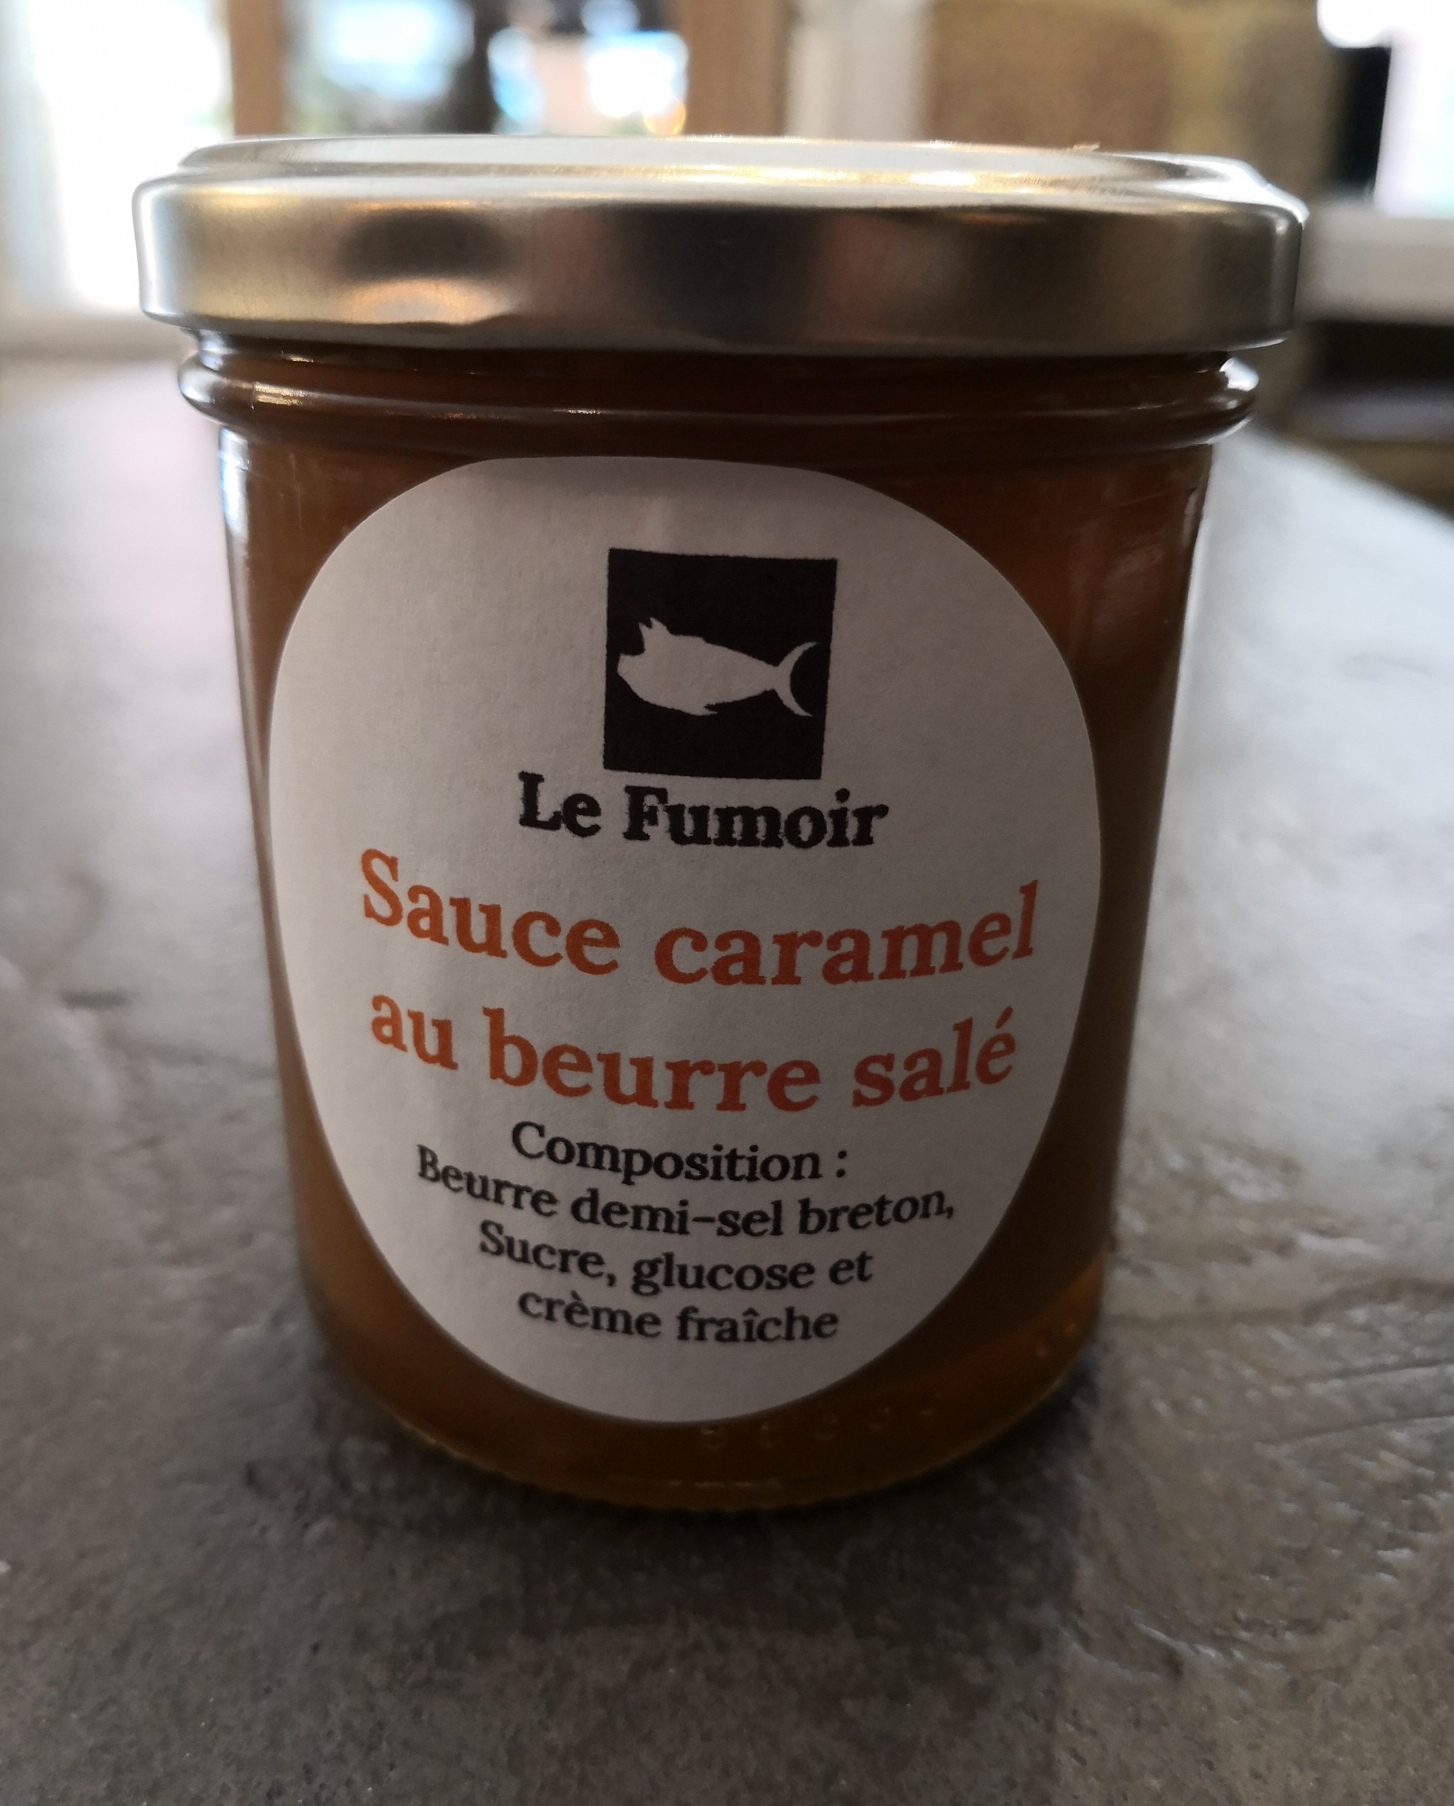 Le Fumoir
Sauce caramel
au beurre salé
Composition :
Beurre demi-sel breton,
Sucre, glucose et
crème fraîche